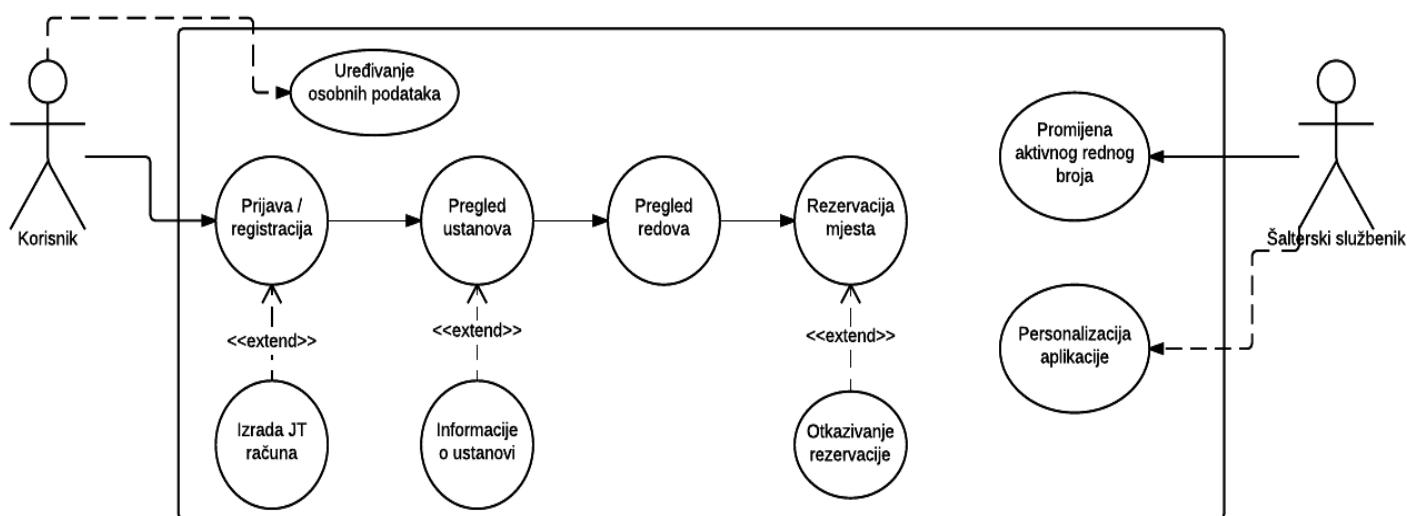 Uređivanje
osobnih podataka
Korisnik
Prijava /
registracija
Pregled
ustanova
Pregled
redova
Rezervacija
mjesta
Promijena
aktivnog rednog
broja
Šalterski službenik
<<extend>>
<<extend>>
<<extend>>
Personalizacija
aplikacije
Izrada JT
računa
Informacije
o ustanovi
Otkazivanje
rezervacije